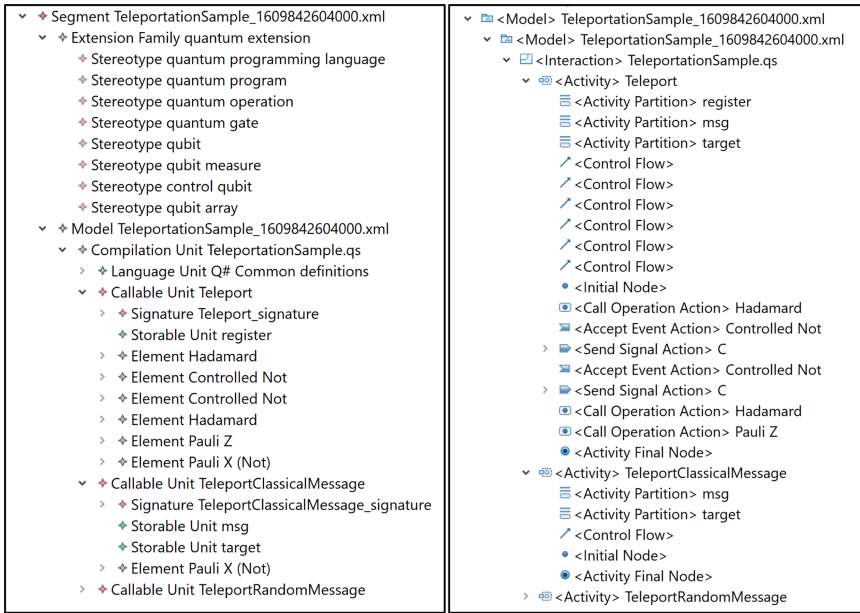 Segment TeleportationSample_1609842604000.xml
Extension Family quantum extension
Stereotype quantum programming language
Stereotype quantum program
Stereotype quantum operation
Stereotype quantum gate
Stereotype qubit
Stereotype qubit measure
Stereotype control qubit
Stereotype qubit array
Model TeleportationSample_1609842604000.xml
Compilation Unit TeleportationSample.qs
Language Unit Q# Common definitions
Callable Unit Teleport
Signature Teleport_signature
Storable Unit register
Element Hadamard
Element Controlled Not
Element Controlled Not
Element Hadamard
Element Pauli Z
Element Pauli X (Not)
Callable Unit TeleportClassicalMessage
Signature TeleportClassicalMessage_signature
Storable Unit msg
Storable Unit target
Element Pauli X (Not)
Callable Unit TeleportRandomMessage
<Model> TeleportationSample_1609842604000.xml
<Model> TeleportationSample_1609842604000.xml
<Interaction> TeleportationSample.qs
<Activity> Teleport
<Activity Partition> register
<Activity Partition> msg
<Activity Partition> target
<Control Flow>
<Control Flow>
<Control Flow>
<Control Flow>
<Control Flow>
<Control Flow>
<Initial Node>
<Call Operation Action> Hadamard
<Accept Event Action> Controlled Not
<Send Signal Action> C
<Accept Event Action> Controlled Not
<Send Signal Action> C
<Call Operation Action> Hadamard
<Call Operation Action> Pauli Z
<Activity Final Node>
<Activity> TeleportClassicalMessage
<Activity Partition> msg
<Activity Partition> target
<Control Flow>
<Initial Node>
<Activity Final Node>
<Activity> TeleportRandomMessage